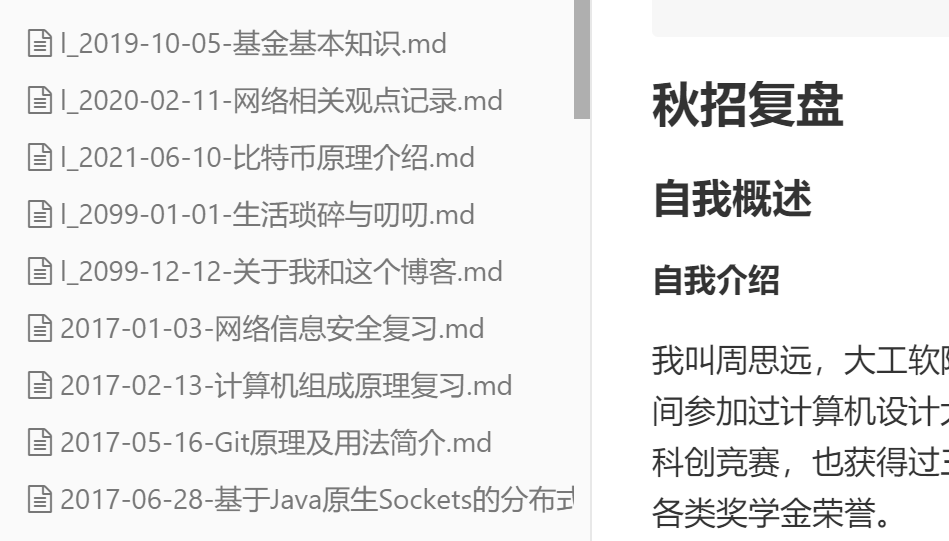 l_2019-10-05-基金基本知识.md
l_2020-02-11-网络相关观点记录.md
l_2021-06-10-比特币原理介绍.md
l_2099-01-01-生活琐碎与叨叨.md
l_2099-12-12-关于我和这个博客.md
2017-01-03-网络信息安全复习.md
2017-02-13-计算机组成原理复习.md
2017-05-16-Git原理及用法简介.md
2017-06-28-基于Java原生Sockets的分布式
秋招复盘
自我概述
自我介绍
我叫周思远，大工软
间参加过计算机设计
科创竞赛，也获得过
各类奖学金荣誉。